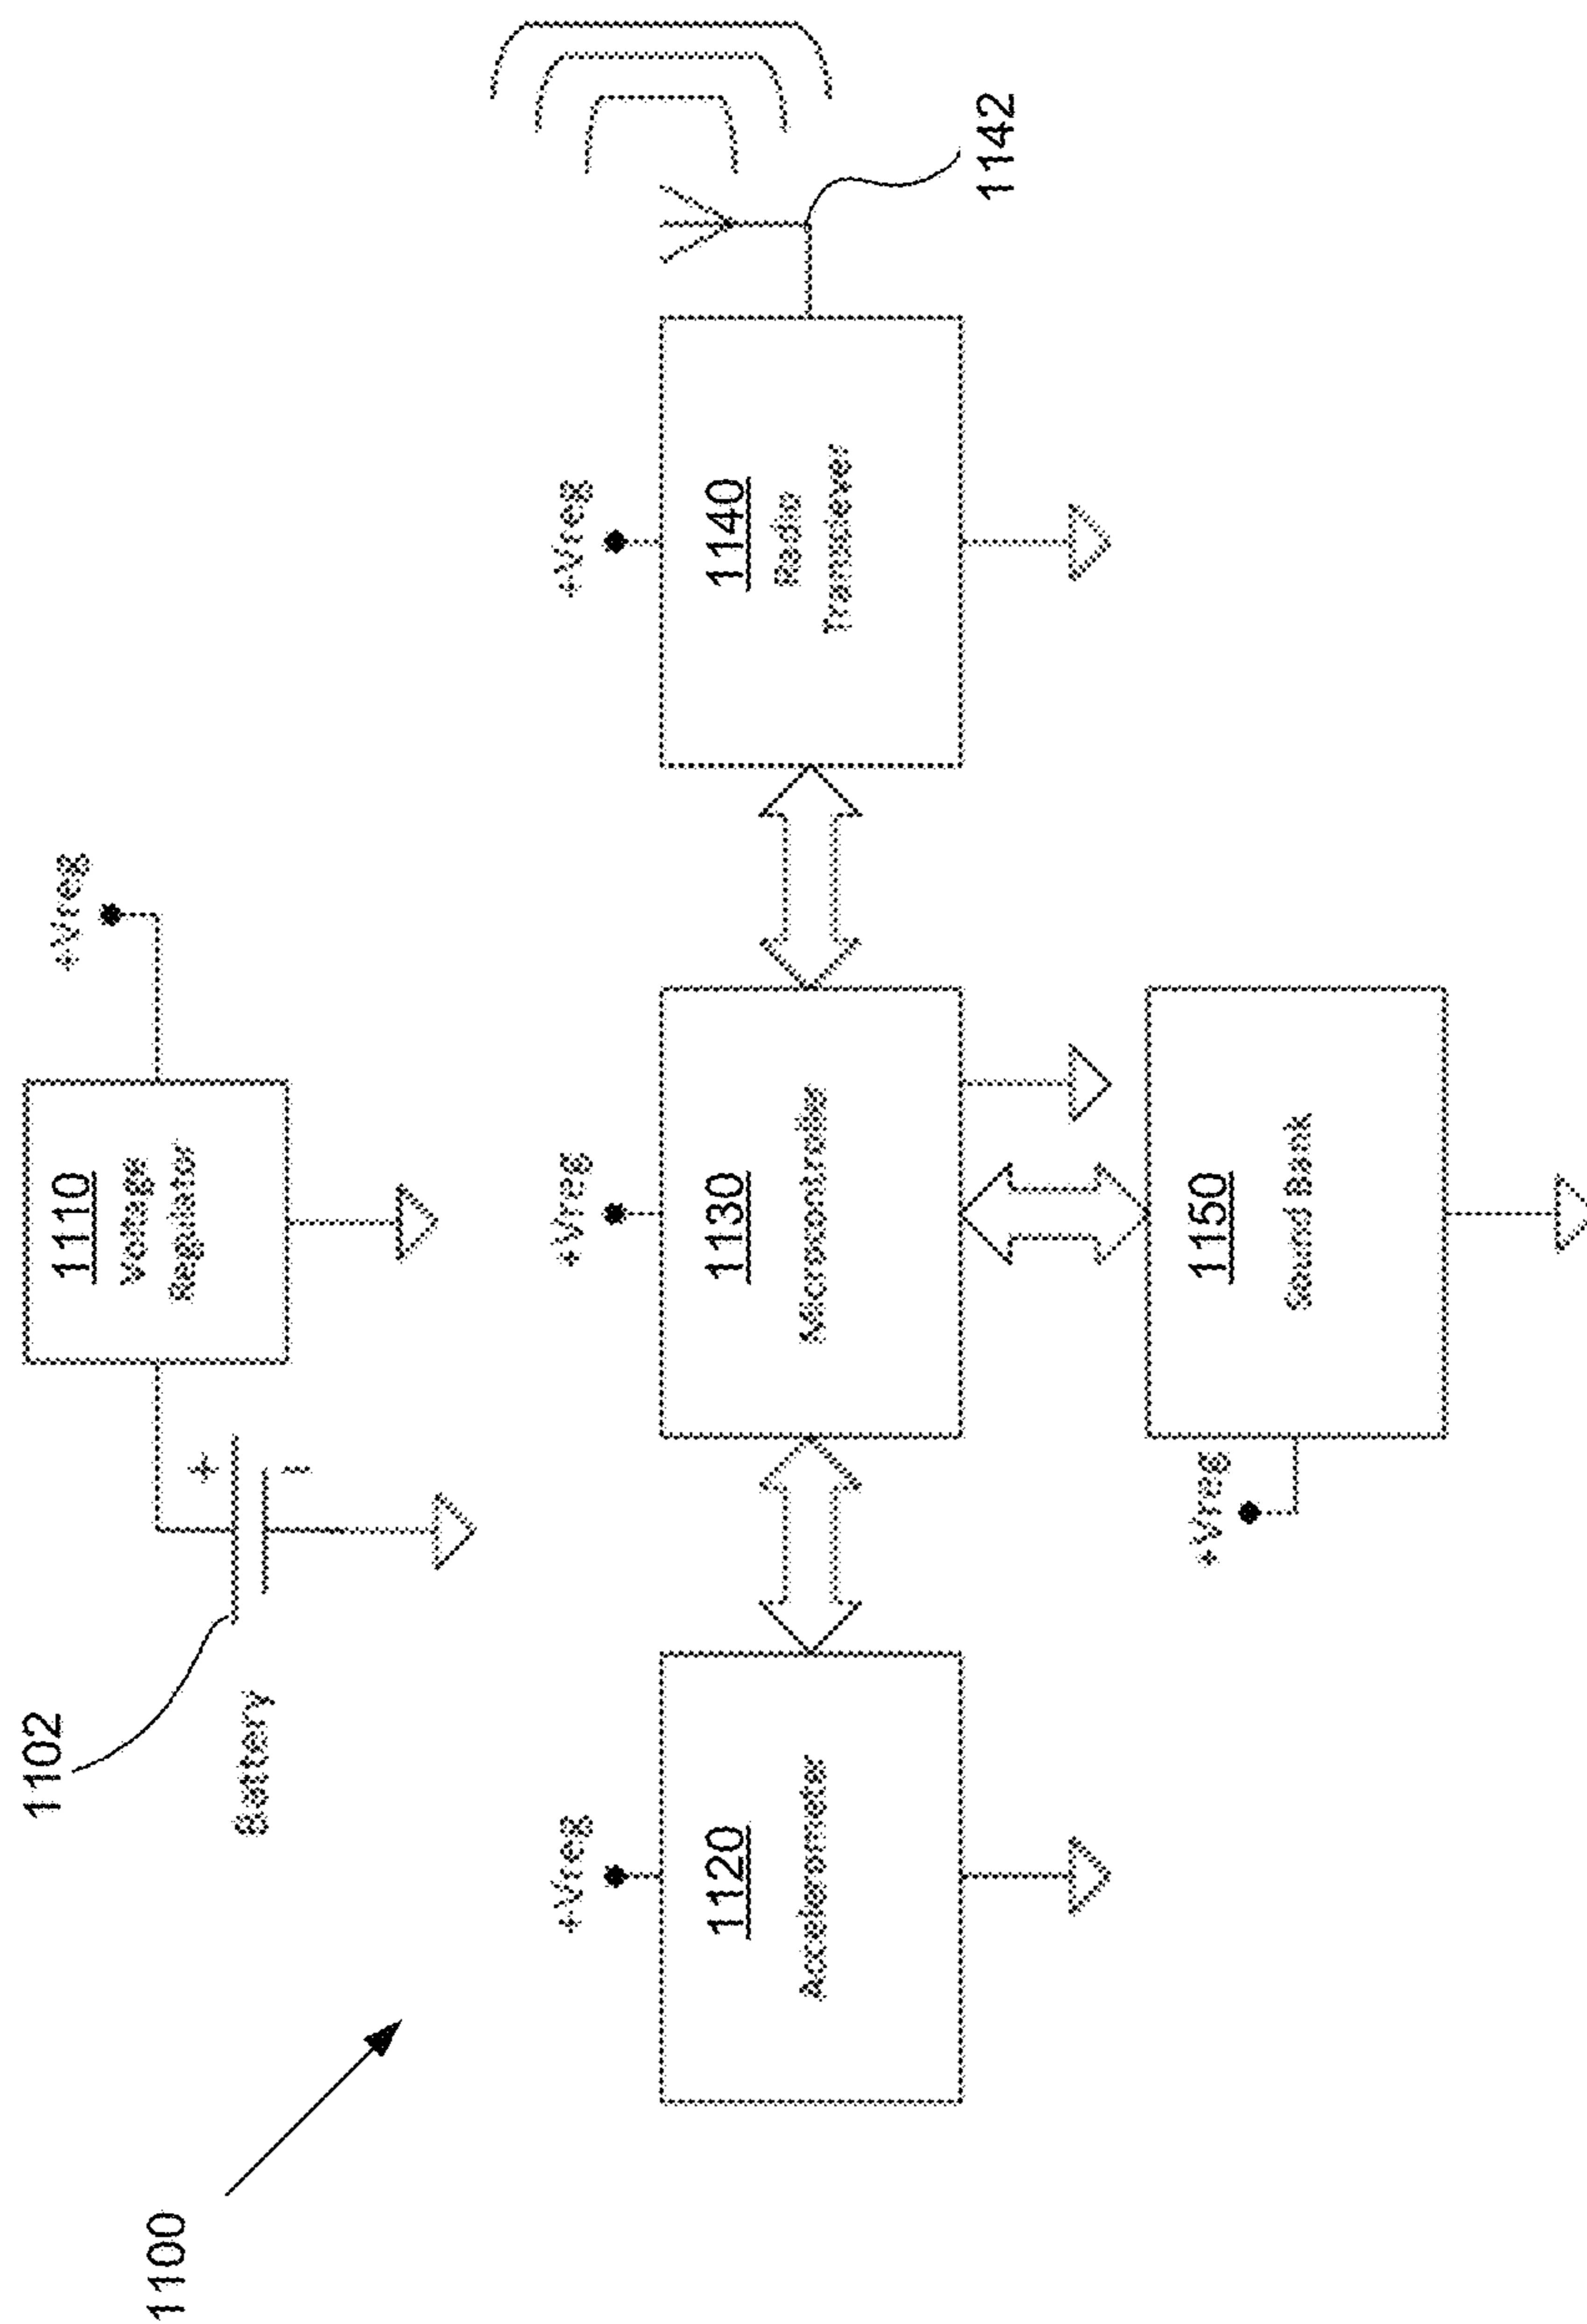 1100
1102
Battery
+
-
1110
Voltage
Regulator
+Vreg
+Vreg
1120
Accelerometer
+Vreg
1130
Microcontroller
+Vreg
1140
Radio
Transiever
1142
+Vreg
1150
Sound Bank